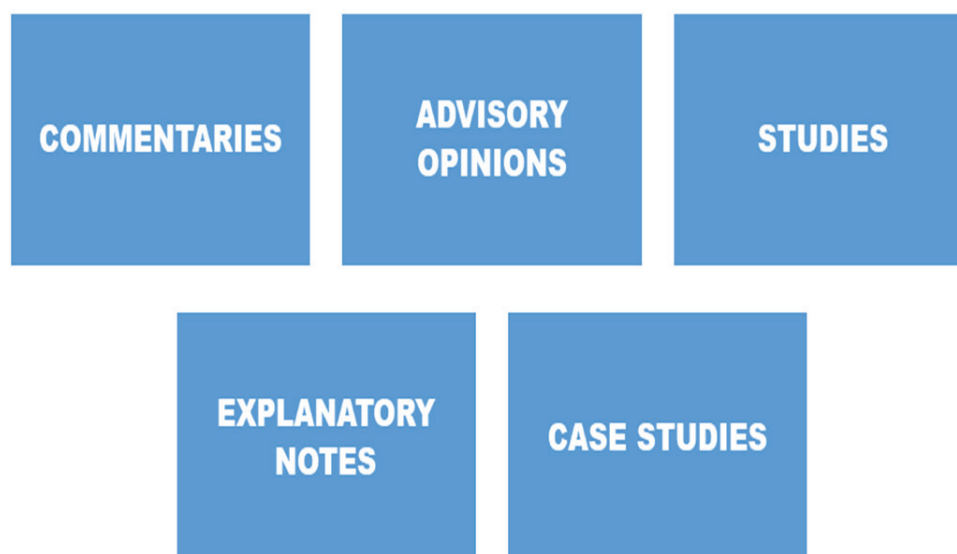 COMMENTARIES
ADVISORY
OPINIONS
STUDIES
EXPLANATORY
NOTES
CASE STUDIES